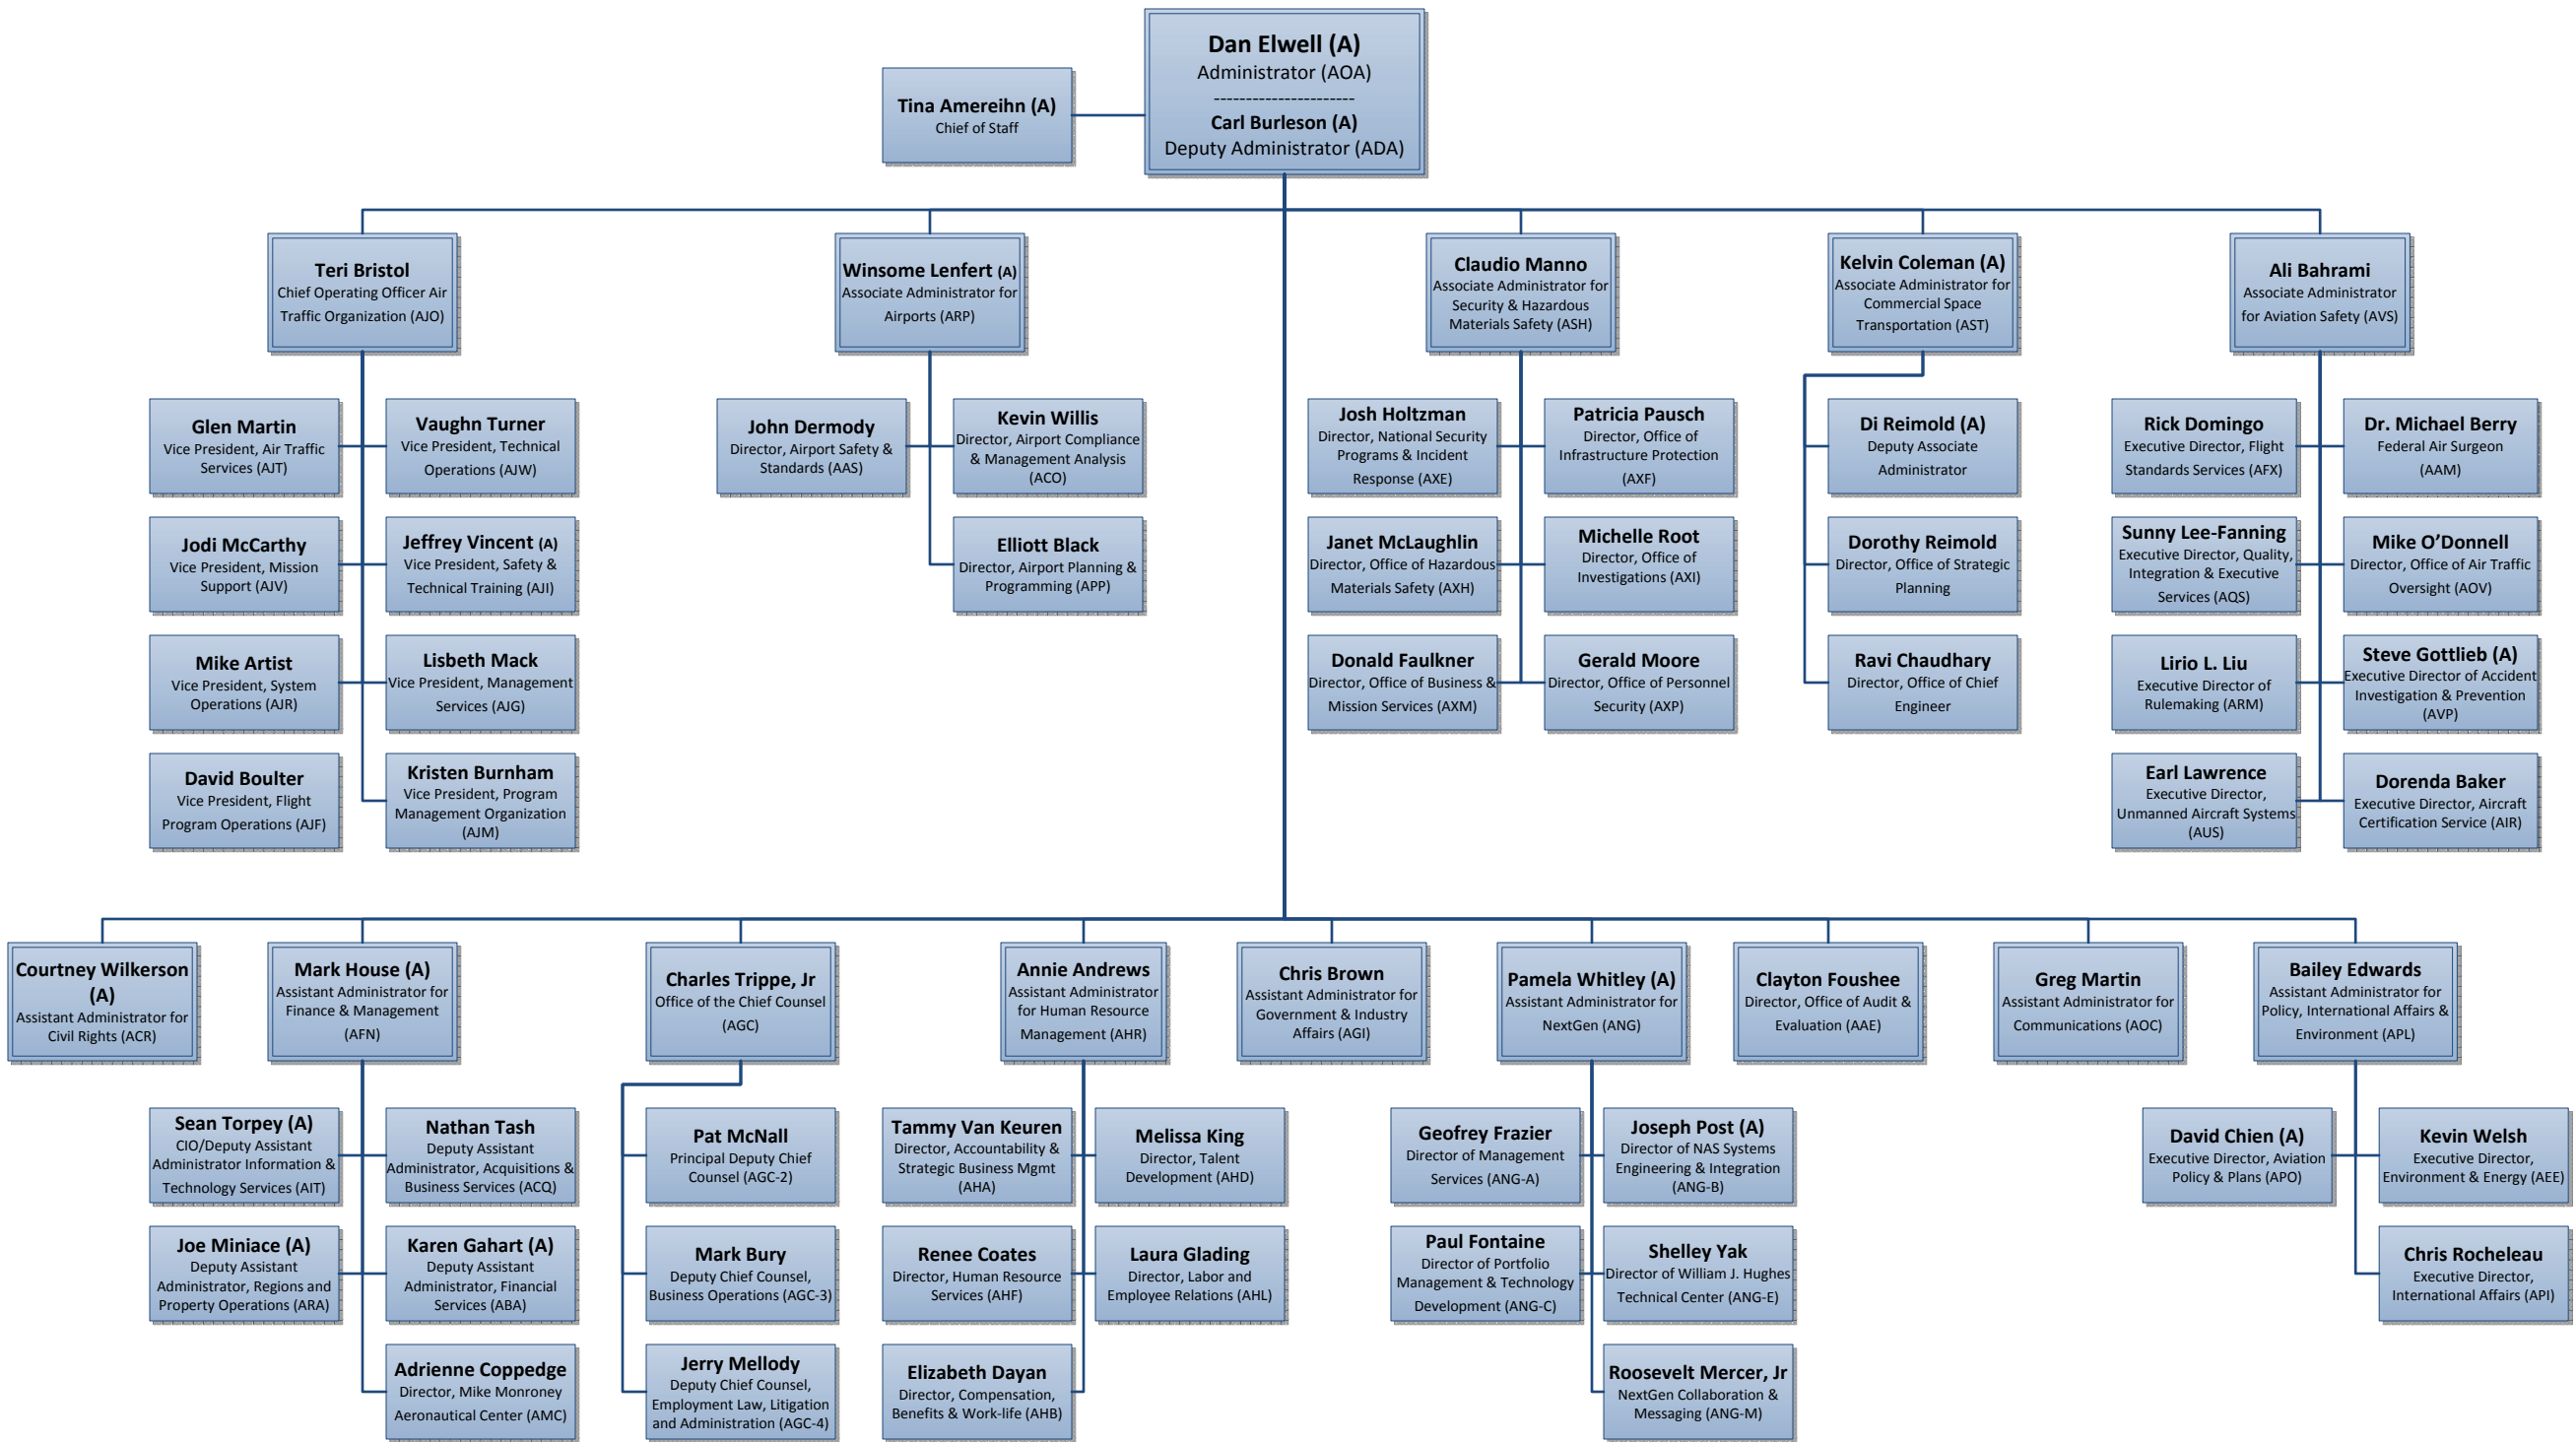 Dan Elwell (A)
Administrator (AOA)
----------------------
Carl Burleson (A)
Deputy Administrator (ADA)
Tina Amereihn (A)
Chief of Staff
Teri Bristol
Chief Operating Officer Air
Traffic Organization (AJO)
Winsome Lenfert (A)
Associate Administrator for
Airports (ARP)
Claudio Manno
Associate Administrator for
Security & Hazardous
Materials Safety (ASH)
Kelvin Coleman (A)
Associate Administrator for
Commercial Space
Transportation (AST)
Ali Bahrami
Associate Administrator
for Aviation Safety (AVS)
Glen Martin
Vice President, Air Traffic
Services (AJT)
Vaughn Turner
Vice President, Technical
Operations (AJW)
Jodi McCarthy
Vice President, Mission
Support (AJV)
Jeffrey Vincent (A)
Vice President, Safety &
Technical Training (AJI)
Mike Artist
Vice President, System
Operations (AJR)
Lisbeth Mack
Vice President, Management
Services (AJG)
David Boulter
Vice President, Flight
Program Operations (AJF)
Kristen Burnham
Vice President, Program
Management Organization
(AJM)
John Dermody
Director, Airport Safety &
Standards (AAS)
Kevin Willis
Director, Airport Compliance
& Management Analysis
(ACO)
Elliott Black
Director, Airport Planning &
Programming (APP)
Josh Holtzman
Director, National Security
Programs & Incident
Response (AXE)
Patricia Pausch
Director, Office of
Infrastructure Protection
(AXF)
Janet McLaughlin
Director, Office of Hazardous
Materials Safety (AXH)
Michelle Root
Director, Office of
Investigations (AXI)
Donald Faulkner
Director, Office of Business &
Mission Services (AXM)
Gerald Moore
Director, Office of Personnel
Security (AXP)
Di Reimold (A)
Deputy Associate
Administrator
Dorothy Reimold
Director, Office of Strategic
Planning
Ravi Chaudhary
Director, Office of Chief
Engineer
Rick Domingo
Executive Director, Flight
Standards Services (AFX)
Dr. Michael Berry
Federal Air Surgeon
(AAM)
Sunny Lee-Fanning
Executive Director, Quality,
Integration & Executive
Services (AQS)
Mike O’Donnell
Director, Office of Air Traffic
Oversight (AOV)
Lirio L. Liu
Executive Director of
Rulemaking (ARM)
Steve Gottlieb (A)
Executive Director of Accident
Investigation & Prevention
(AVP)
Earl Lawrence
Executive Director,
Unmanned Aircraft Systems
(AUS)
Dorenda Baker
Executive Director, Aircraft
Certification Service (AIR)
Courtney Wilkerson
(A)
Assistant Administrator for
Civil Rights (ACR)
Mark House (A)
Assistant Administrator for
Finance & Management
(AFN)
Charles Trippe, Jr
Office of the Chief Counsel
(AGC)
Annie Andrews
Assistant Administrator
for Human Resource
Management (AHR)
Chris Brown
Assistant Administrator for
Government & Industry
Affairs (AGI)
Pamela Whitley (A)
Assistant Administrator for
NextGen (ANG)
Clayton Foushee
Director, Office of Audit &
Evaluation (AAE)
Greg Martin
Assistant Administrator for
Communications (AOC)
Bailey Edwards
Assistant Administrator for
Policy, International Affairs &
Environment (APL)
Sean Torpey (A)
CIO/Deputy Assistant
Administrator Information &
Technology Services (AIT)
Nathan Tash
Deputy Assistant
Administrator, Acquisitions &
Business Services (ACQ)
Joe Miniace (A)
Deputy Assistant
Administrator, Regions and
Property Operations (ARA)
Karen Gahart (A)
Deputy Assistant
Administrator, Financial
Services (ABA)
Adrienne Coppedge
Director, Mike Monroney
Aeronautical Center (AMC)
Pat McNall
Principal Deputy Chief
Counsel (AGC-2)
Mark Bury
Deputy Chief Counsel,
Business Operations (AGC-3)
Jerry Mellody
Deputy Chief Counsel,
Employment Law, Litigation
and Administration (AGC-4)
Tammy Van Keuren
Director, Accountability &
Strategic Business Mgmt
(AHA)
Melissa King
Director, Talent
Development (AHD)
Renee Coates
Director, Human Resource
Services (AHF)
Laura Glading
Director, Labor and
Employee Relations (AHL)
Elizabeth Dayan
Director, Compensation,
Benefits & Work-life (AHB)
Geofrey Frazier
Director of Management
Services (ANG-A)
Joseph Post (A)
Director of NAS Systems
Engineering & Integration
(ANG-B)
Paul Fontaine
Director of Portfolio
Management & Technology
Development (ANG-C)
Shelley Yak
Director of William J. Hughes
Technical Center (ANG-E)
Roosevelt Mercer, Jr
NextGen Collaboration &
Messaging (ANG-M)
David Chien (A)
Executive Director, Aviation
Policy & Plans (APO)
Kevin Welsh
Executive Director,
Environment & Energy (AEE)
Chris Rocheleau
Executive Director,
International Affairs (API)